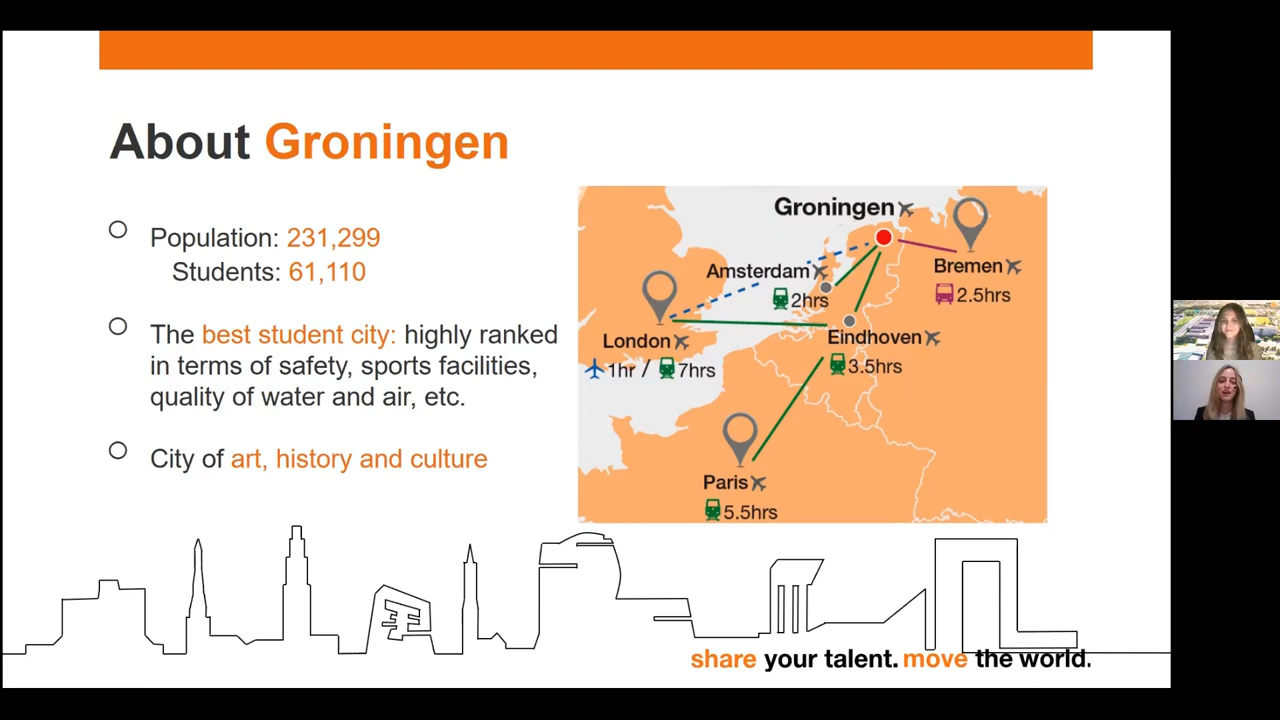 About Groningen
Population: 231,299
Students: 61,110
The best student city: highly ranked
in terms of safety, sports facilities,
quality of water and air, etc.
City of art, history and culture
Groningen
Amsterdam
2hrs
Bremen
2.5hrs
London
1hr / 7hrs
Eindhoven
3.5hrs
Paris
5.5hrs
share your talent. move the world.